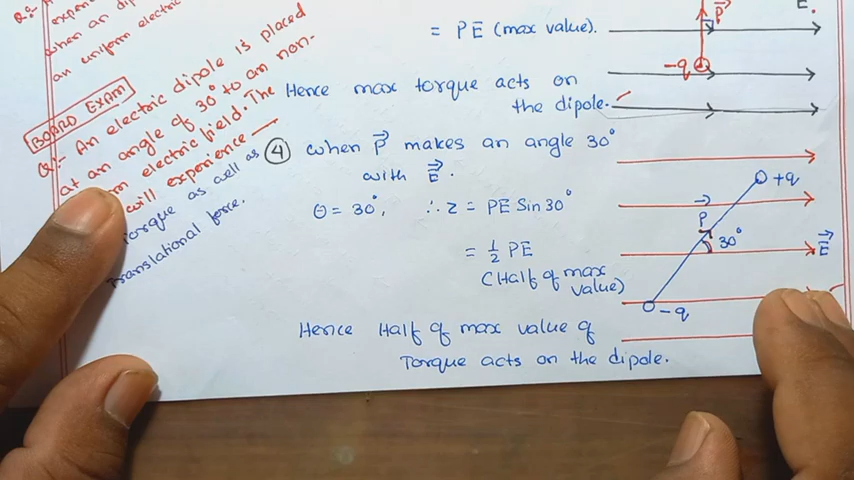 Q:-
when an dip
an uniform electric
BOARD EXAM
Q:- An electric dipole is placed
at an angle of 30° to an non-
electric field. The
will experience —
Torque as well as
Translational force.
= PE (max value).
Hence max torque acts on
the dipole.
④ when P⃗ makes an angle 30°
with E⃗.
θ = 30°, ∴ τ = PE Sin30°
= ½ PE
(Half of max
value)
Hence Half of max value of
Torque acts on the dipole.
P⃗
E.
-q
+q
P⃗
30°
E⃗
-q